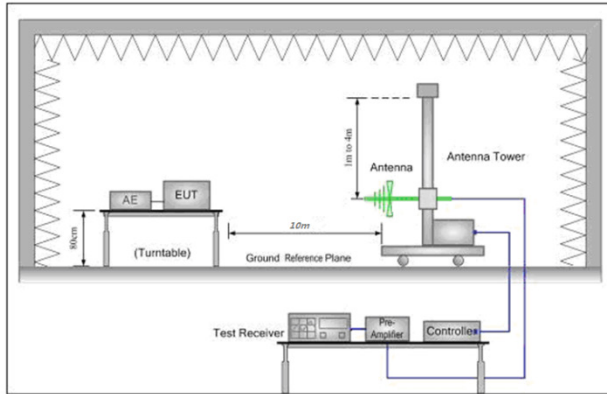 1m to 4m
Antenna
Antenna Tower
AE
EUT
80cm
(Turntable)
10m
Ground Reference Plane
Test Receiver
Pre-
Amplifier
Controller